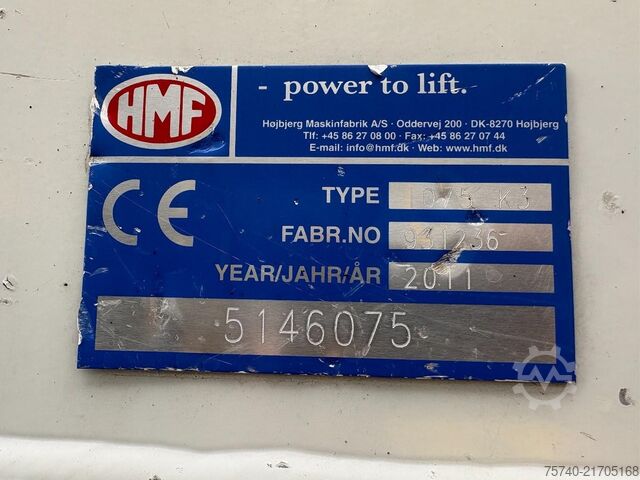 HMF
- power to lift.
Højbjerg Maskinfabrik A/S · Oddervej 200 · DK-8270 Højbjerg
Tlf: +45 86 27 08 00 · Fax: +45 86 27 07 44
E-mail: info@hmf.dk · Web: www.hmf.dk
CE
TYPE K3
FABR.NO 931236
YEAR/JAHR/ÅR 2011
5146075
75740-21705168